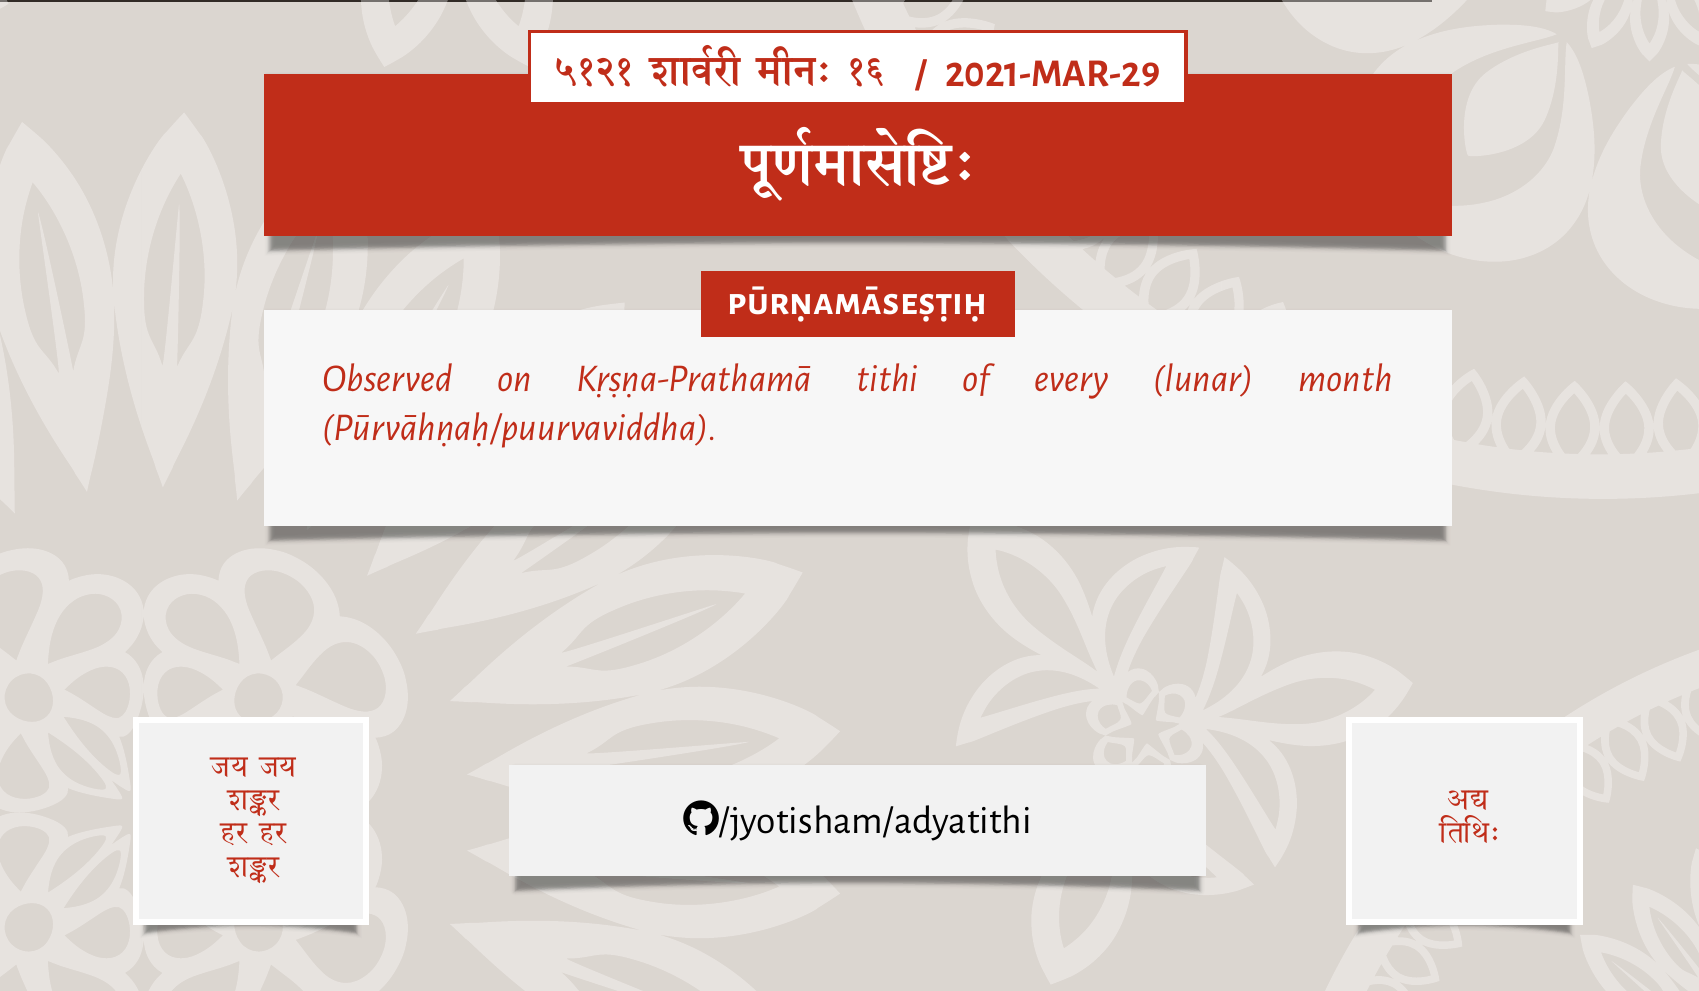 ५१२१ शार्वरी मीनः १६ / 2021-MAR-29
पूर्णमासेष्टिः
PŪRṆAMĀSEṢṬIḤ
Observed on Kṛṣṇa-Prathamā tithi of every (lunar) month
(Pūrvāhṇaḥ/puurvaviddha).
जय जय
शङ्कर
हर हर
शङ्कर
/jyotisham/adyatithi
अद्य
तिथिः